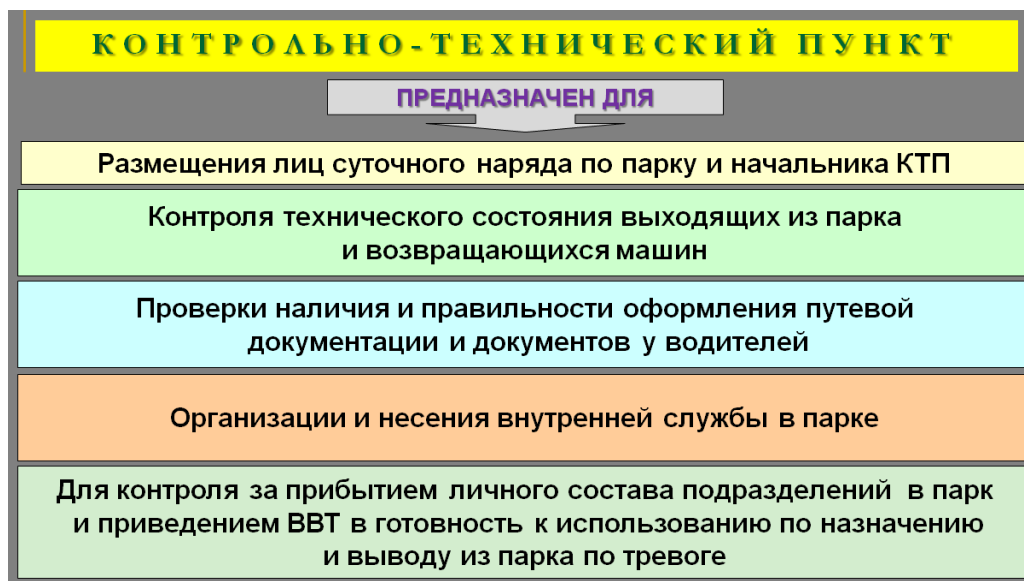 КОНТРОЛЬНО-ТЕХНИЧЕСКИЙ ПУНКТ
ПРЕДНАЗНАЧЕН ДЛЯ
Размещения лиц суточного наряда по парку и начальника КТП
Контроля технического состояния выходящих из парка
и возвращающихся машин
Проверки наличия и правильности оформления путевой
документации и документов у водителей
Организации и несения внутренней службы в парке
Для контроля за прибытием личного состава подразделений в парк
и приведением ВВТ в готовность к использованию по назначению
и выводу из парка по тревоге